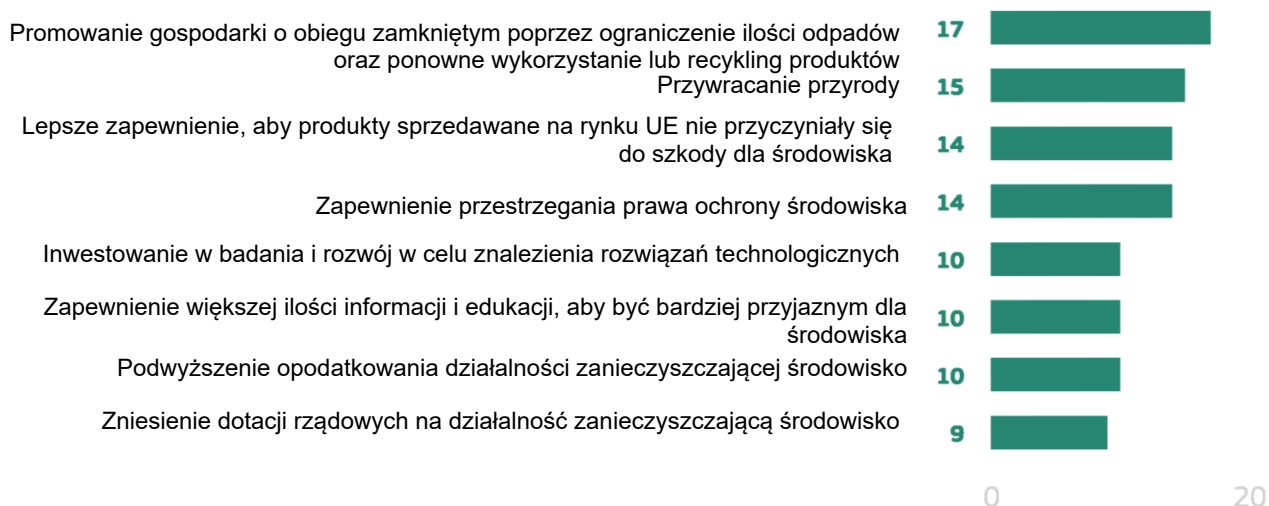 Promowanie gospodarki o obiegu zamkniętym poprzez ograniczenie ilości odpadów 17
oraz ponowne wykorzystanie lub recykling produktów
Przywracanie przyrody 15
Lepsze zapewnienie, aby produkty sprzedawane na rynku UE nie przyczyniały się
do szkody dla środowiska 14
Zapewnienie przestrzegania prawa ochrony środowiska 14
Inwestowanie w badania i rozwój w celu znalezienia rozwiązań technologicznych 10
Zapewnienie większej ilości informacji i edukacji, aby być bardziej przyjaznym dla
środowiska 10
Podwyższenie opodatkowania działalności zanieczyszczającej środowisko 10
Zniesienie dotacji rządowych na działalność zanieczyszczającą środowisko 9
0 20